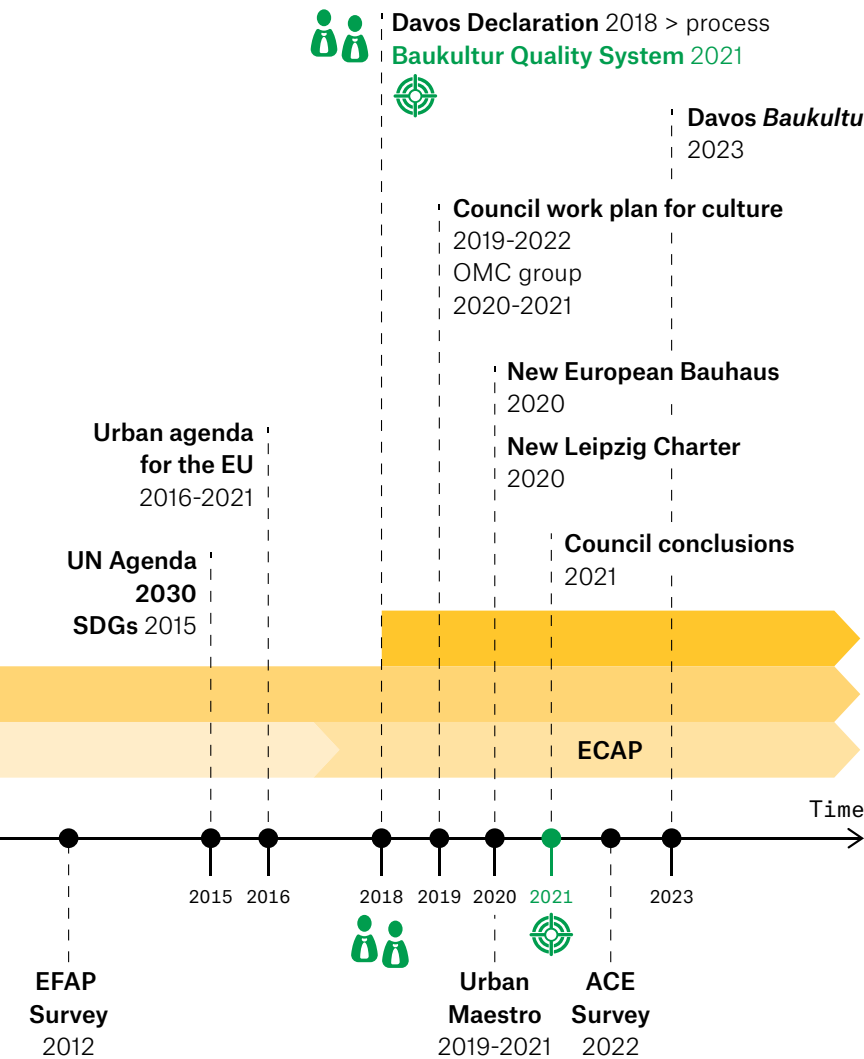 Davos Declaration 2018 > process
Baukultur Quality System 2021
Davos Baukultu
2023
Council work plan for culture
2019-2022
OMC group
2020-2021
New European Bauhaus
2020
Urban agenda
for the EU
2016-2021
New Leipzig Charter
2020
Council conclusions
2021
UN Agenda
2030
SDGs 2015
ECAP
Time
2015 2016 2018 2019 2020 2021 2023
EFAP
Survey
2012
Urban
Maestro
2019-2021
ACE
Survey
2022